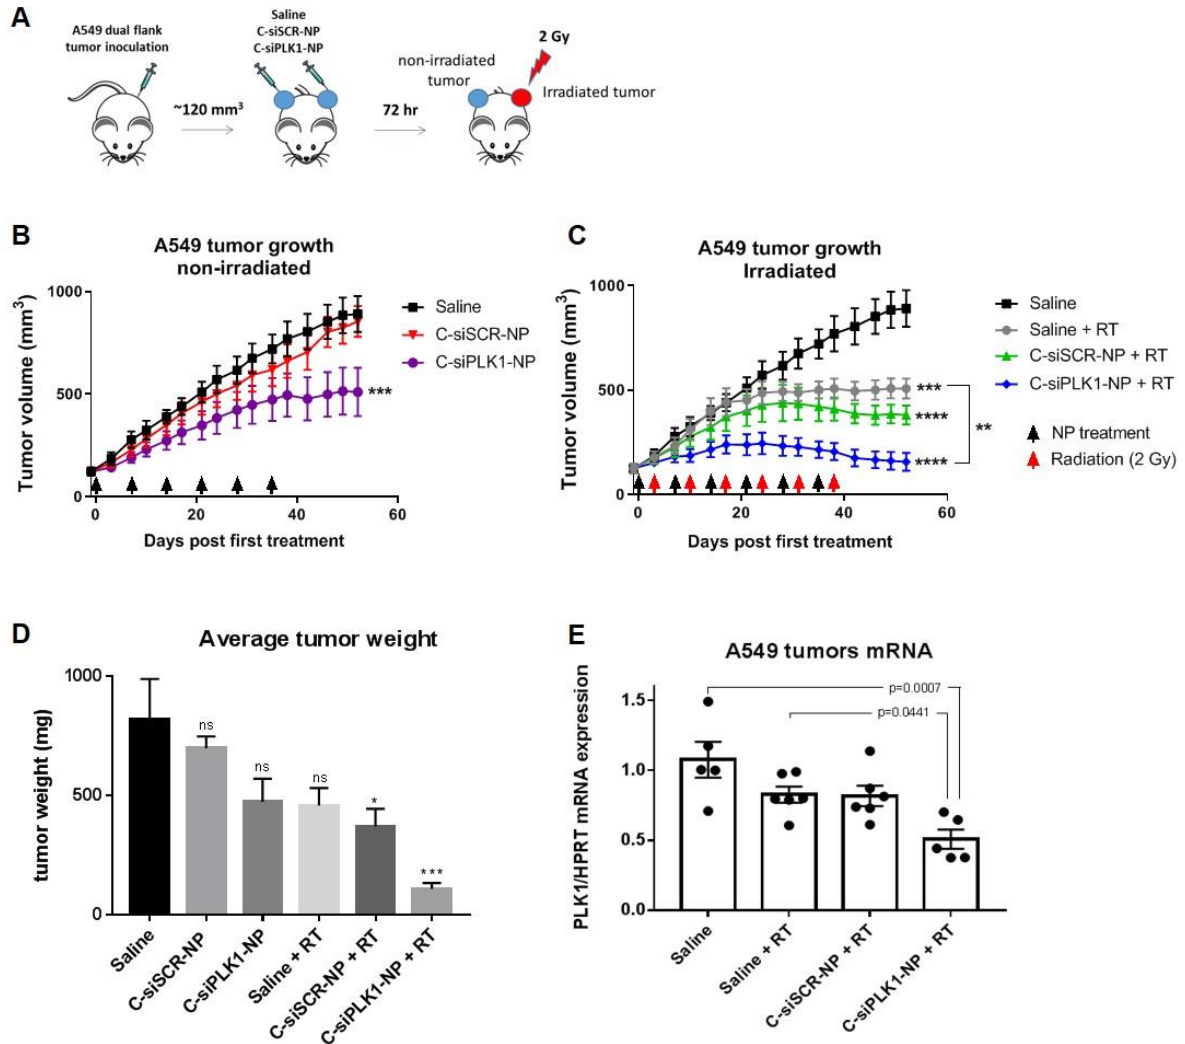 A
A549 dual flank
tumor inoculation
~120 mm³
Saline
C-siSCR-NP
C-siPLK1-NP
72 hr
2 Gy
non-irradiated
tumor
Irradiated tumor
B
A549 tumor growth
non-irradiated
Tumor volume (mm³)
1000
500
0
0
20
40
60
Days post first treatment
Saline
C-siSCR-NP
C-siPLK1-NP
***
C
A549 tumor growth
Irradiated
Tumor volume (mm³)
1000
500
0
0
20
40
60
Days post first treatment
Saline
Saline + RT
C-siSCR-NP + RT
C-siPLK1-NP + RT
***
****
****
**
NP treatment
Radiation (2 Gy)
D
Average tumor weight
tumor weight (mg)
1000
500
0
ns
ns
ns
*
***
Saline
C-siSCR-NP
C-siPLK1-NP
Saline + RT
C-siSCR-NP + RT
C-siPLK1-NP + RT
E
A549 tumors mRNA
PLK1/HPRT mRNA expression
1.5
1.0
0.5
0.0
p=0.0007
p=0.0441
Saline
Saline + RT
C-siSCR-NP + RT
C-siPLK1-NP + RT